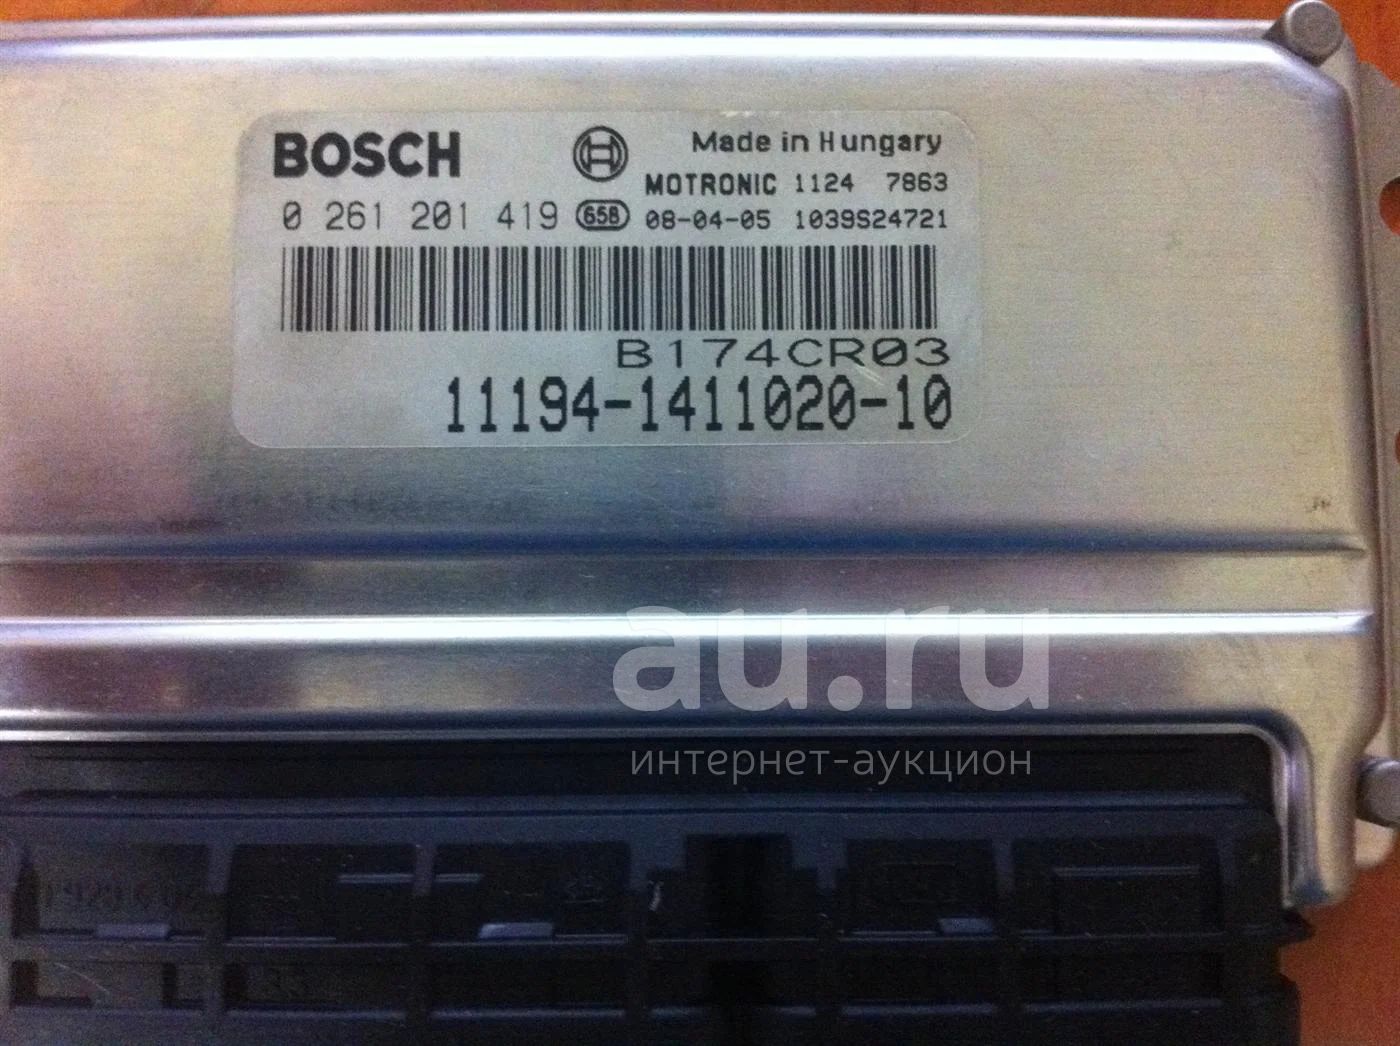 BOSCH
Made in Hungary
MOTRONIC 1124 7863
0 261 201 419 658 08-04-05 1039S24721
B174CR03
11194-1411020-10
au.ru
интернет-аукцион